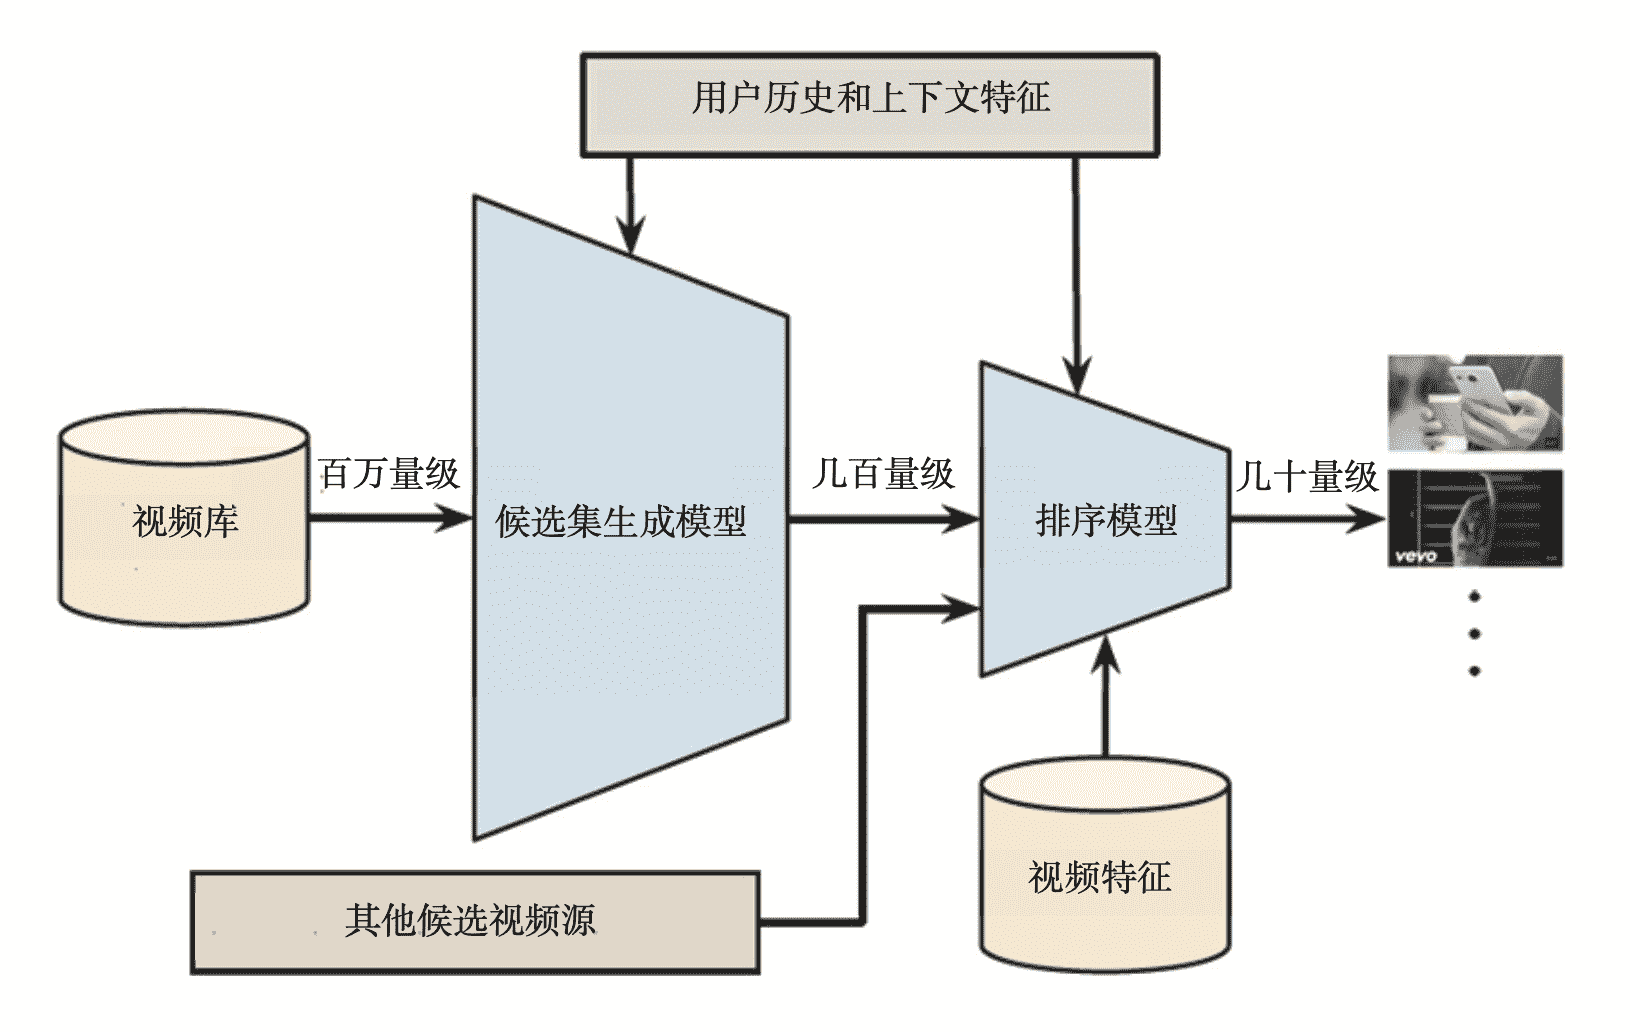 用户历史和上下文特征
百万量级
几百量级
几十量级
视频库
候选集生成模型
排序模型
vevo
视频特征
其他候选视频源